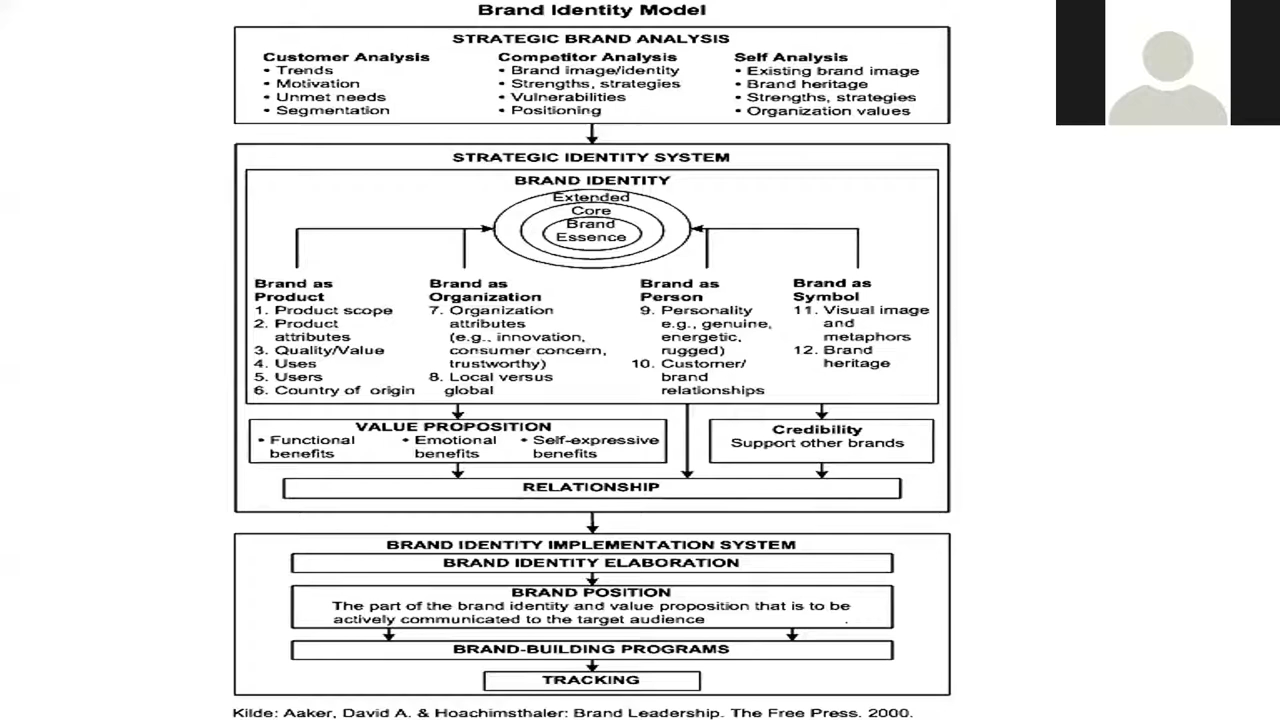 Brand Identity Model
STRATEGIC BRAND ANALYSIS
Customer Analysis
• Trends
• Motivation
• Unmet needs
• Segmentation
Competitor Analysis
• Brand image/identity
• Strengths, strategies
• Vulnerabilities
• Positioning
Self Analysis
• Existing brand image
• Brand heritage
• Strengths, strategies
• Organization values
STRATEGIC IDENTITY SYSTEM
BRAND IDENTITY
Extended
Core
Brand
Essence
Brand as
Product
1. Product scope
2. Product
attributes
3. Quality/Value
4. Uses
5. Users
6. Country of origin
Brand as
Organization
7. Organization
attributes
(e.g., innovation,
consumer concern,
trustworthy)
8. Local versus
global
Brand as
Person
9. Personality
e.g., genuine,
energetic,
rugged)
10. Customer/
brand
relationships
Brand as
Symbol
11. Visual image
and
metaphors
12. Brand
heritage
VALUE PROPOSITION
• Functional
benefits
• Emotional
benefits
• Self-expressive
benefits
Credibility
Support other brands
RELATIONSHIP
BRAND IDENTITY IMPLEMENTATION SYSTEM
BRAND IDENTITY ELABORATION
BRAND POSITION
The part of the brand identity and value proposition that is to be
actively communicated to the target audience
BRAND-BUILDING PROGRAMS
TRACKING
Kilde: Aaker, David A. & Hoachimsthaler: Brand Leadership. The Free Press. 2000.